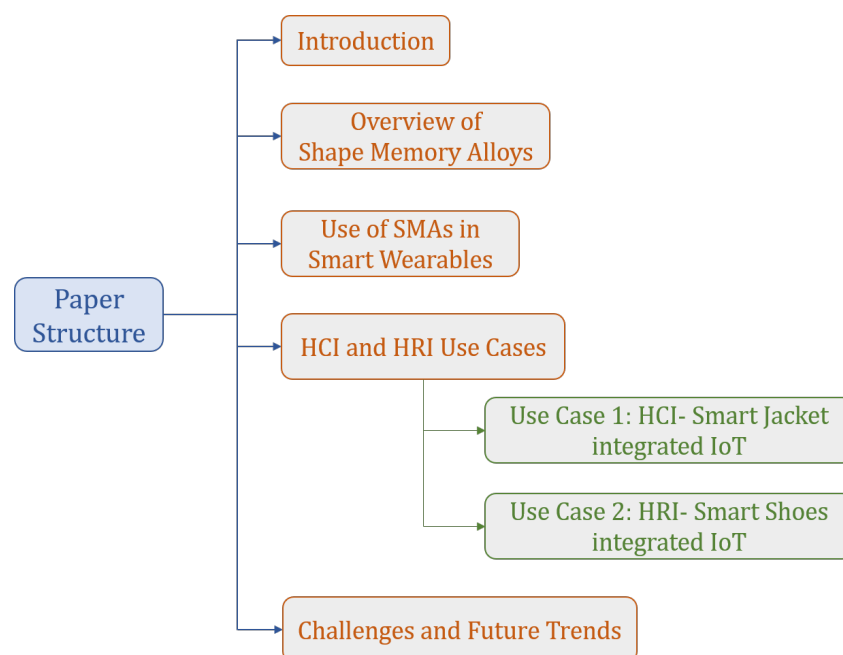 Introduction
Overview of
Shape Memory Alloys
Use of SMAs in
Smart Wearables
Paper
Structure
HCI and HRI Use Cases
Use Case 1: HCI- Smart Jacket
integrated IoT
Use Case 2: HRI- Smart Shoes
integrated IoT
Challenges and Future Trends